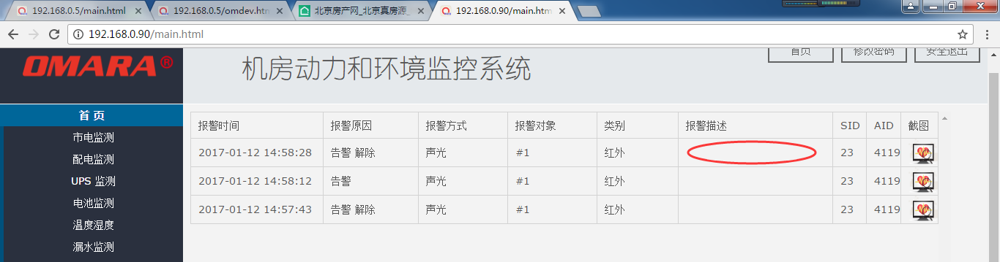 192.168.0.5/main.html
192.168.0.5/omdev.htm
北京房产网_北京真房源_
192.168.0.90/main.htm
192.168.0.90/main.html
OMARA®
机房动力和环境监控系统
首页
修改密码
安全退出
首 页
市电监测
配电监测
UPS 监测
电池监测
温度湿度
漏水监测
报警时间 报警原因 报警方式 报警对象 类别 报警描述 SID AID 截图
2017-01-12 14:58:28 告警 解除 声光 #1 红外 23 4119
2017-01-12 14:58:12 告警 声光 #1 红外 23 4119
2017-01-12 14:57:43 告警 解除 声光 #1 红外 23 4119